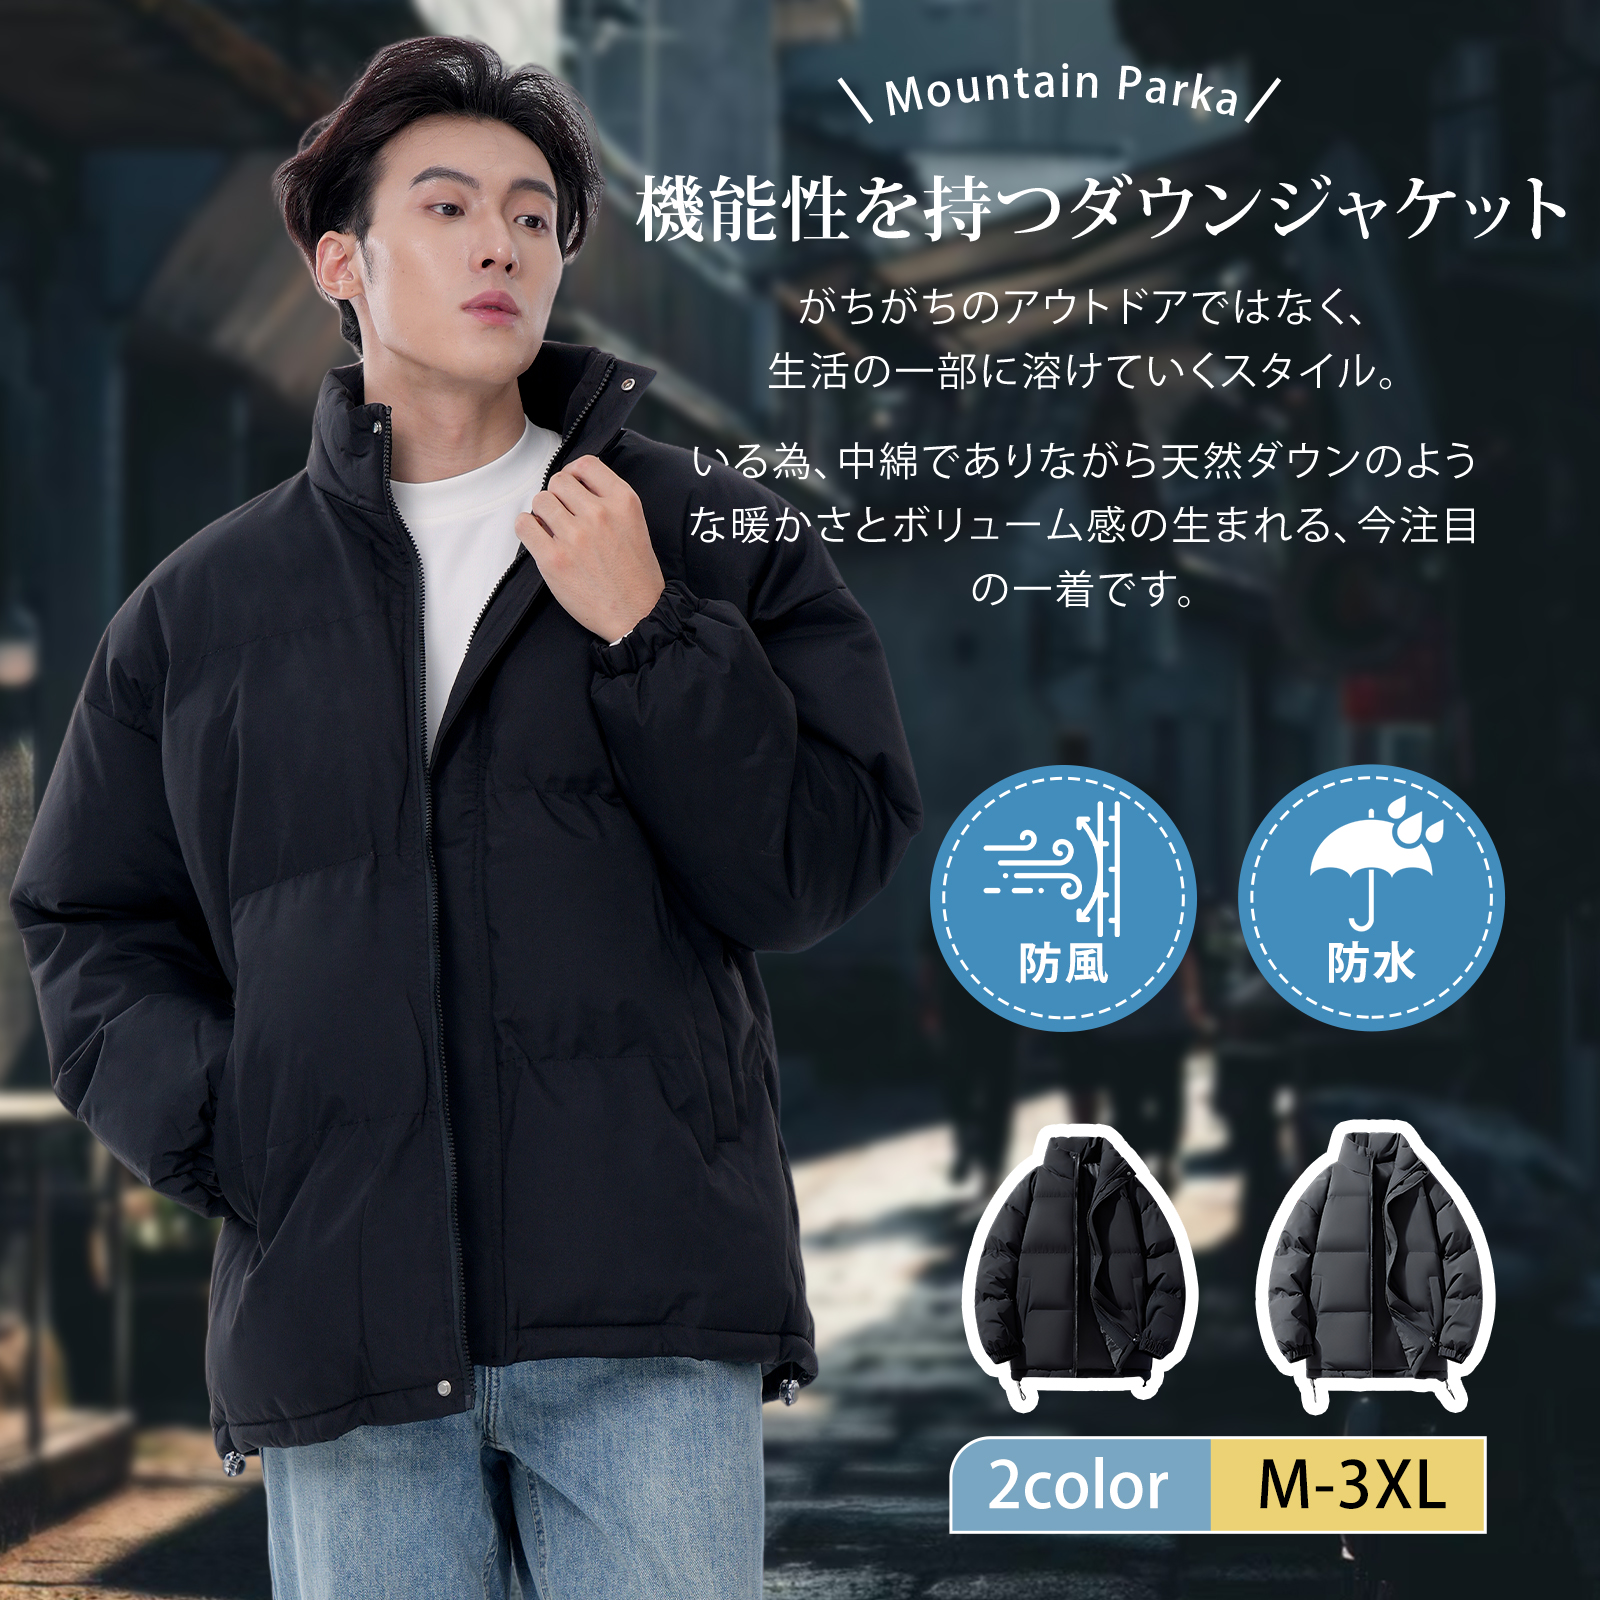 Mountain Parka
機能性を持つダウンジャケット
がちがちのアウトドアではなく、
生活の一部に溶けていくスタイル。
いる為、中綿でありながら天然ダウンのよう
な暖かさとボリューム感の生まれる、今注目
の一着です。
防風
防水
2color
M-3XL